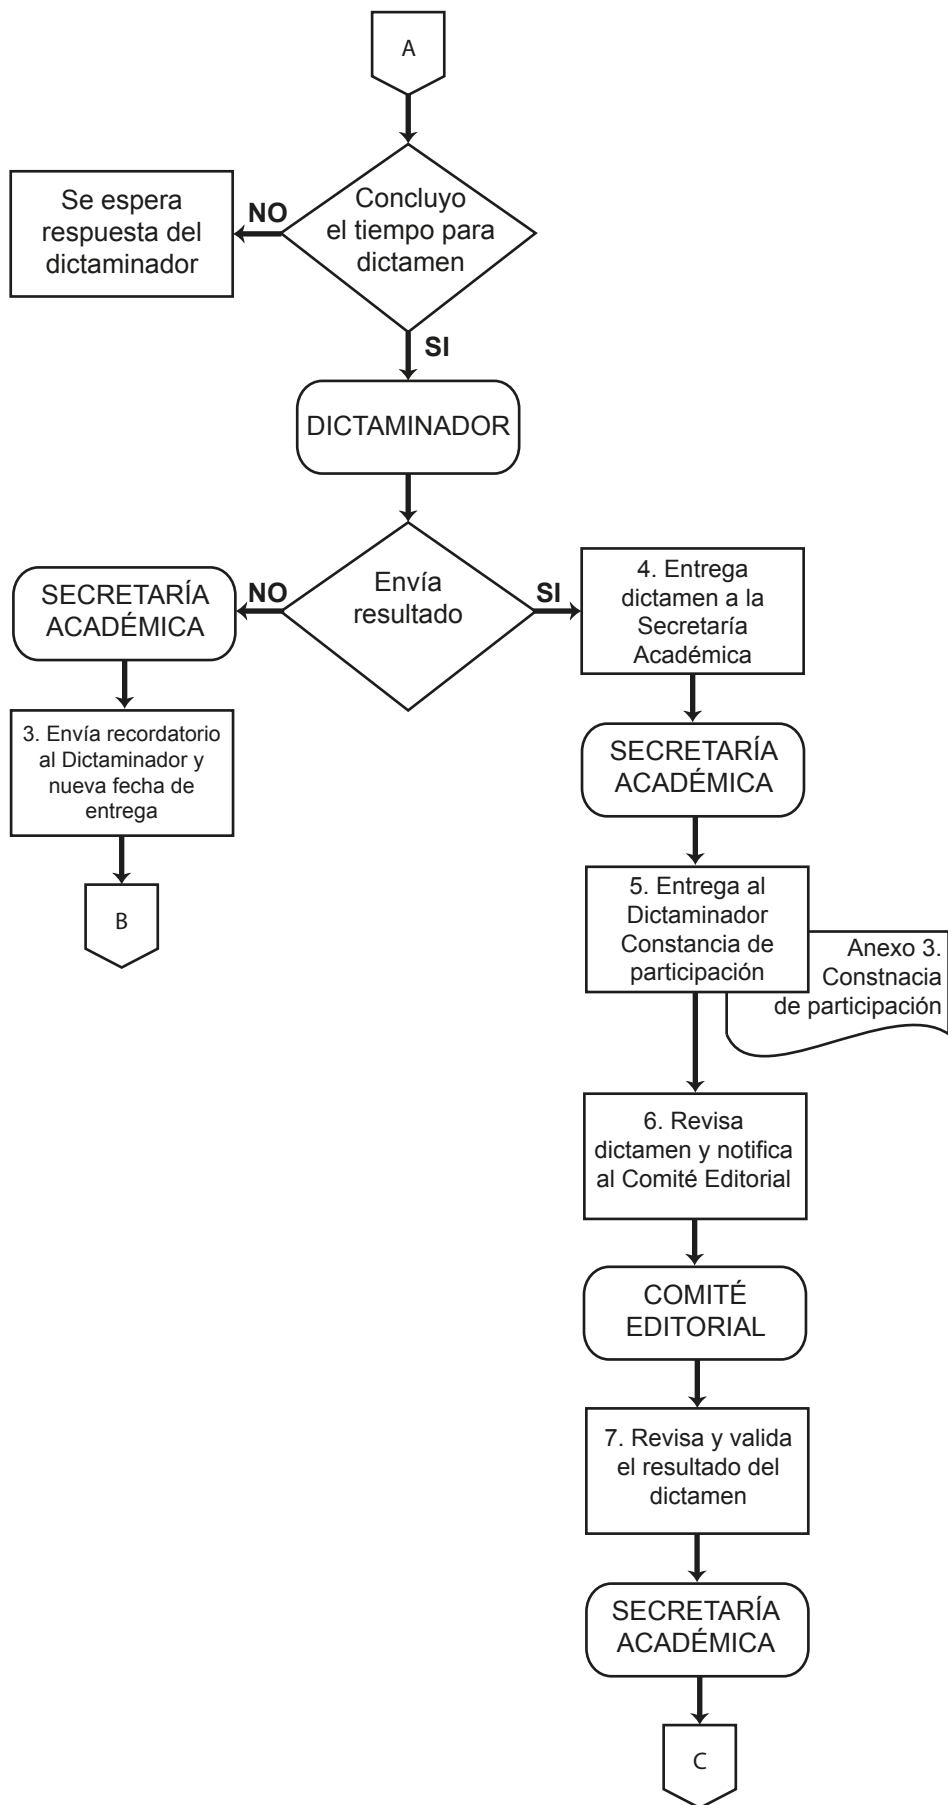 A
Concluyo
el tiempo para
dictamen
NO
Se espera
respuesta del
dictaminador
SI
DICTAMINADOR
Envía
resultado
NO
SECRETARÍA
ACADÉMICA
3. Envía recordatorio
al Dictaminador y
nueva fecha de
entrega
B
SI
4. Entrega
dictamen a la
Secretaría
Académica
SECRETARÍA
ACADÉMICA
5. Entrega al
Dictaminador
Constancia de
participación
Anexo 3.
Constnacia
de participación
6. Revisa
dictamen y notifica
al Comité Editorial
COMITÉ
EDITORIAL
7. Revisa y valida
el resultado del
dictamen
SECRETARÍA
ACADÉMICA
C